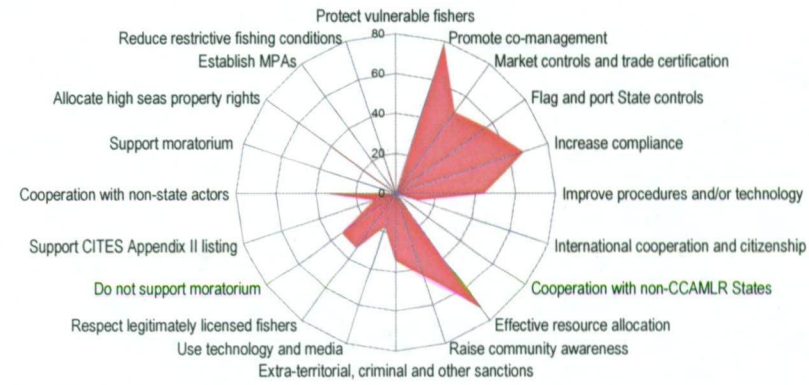 Protect vulnerable fishers
80
Reduce restrictive fishing conditions
Promote co-management
Establish MPAs
60
Market controls and trade certification
Allocate high seas property rights
40
Flag and port State controls
Support moratorium
20
Increase compliance
Cooperation with non-state actors
0
Improve procedures and/or technology
Support CITES Appendix II listing
International cooperation and citizenship
Do not support moratorium
Cooperation with non-CCAMLR States
Respect legitimately licensed fishers
Effective resource allocation
Use technology and media
Raise community awareness
Extra-territorial, criminal and other sanctions